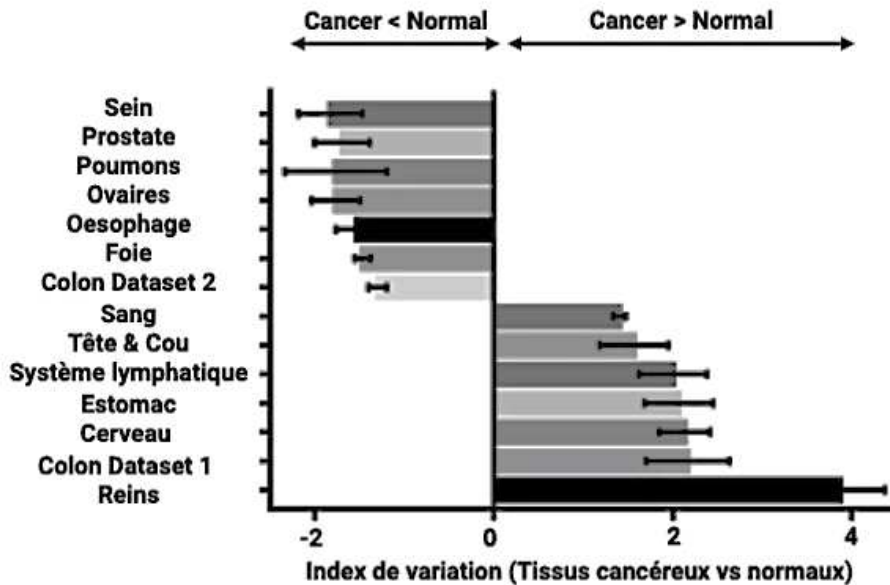 Cancer < Normal
Cancer > Normal
Sein
Prostate
Poumons
Ovaires
Oesophage
Foie
Colon Dataset 2
Sang
Tête & Cou
Système lymphatique
Estomac
Cerveau
Colon Dataset 1
Reins
-2 0 2 4
Index de variation (Tissus cancéreux vs normaux)